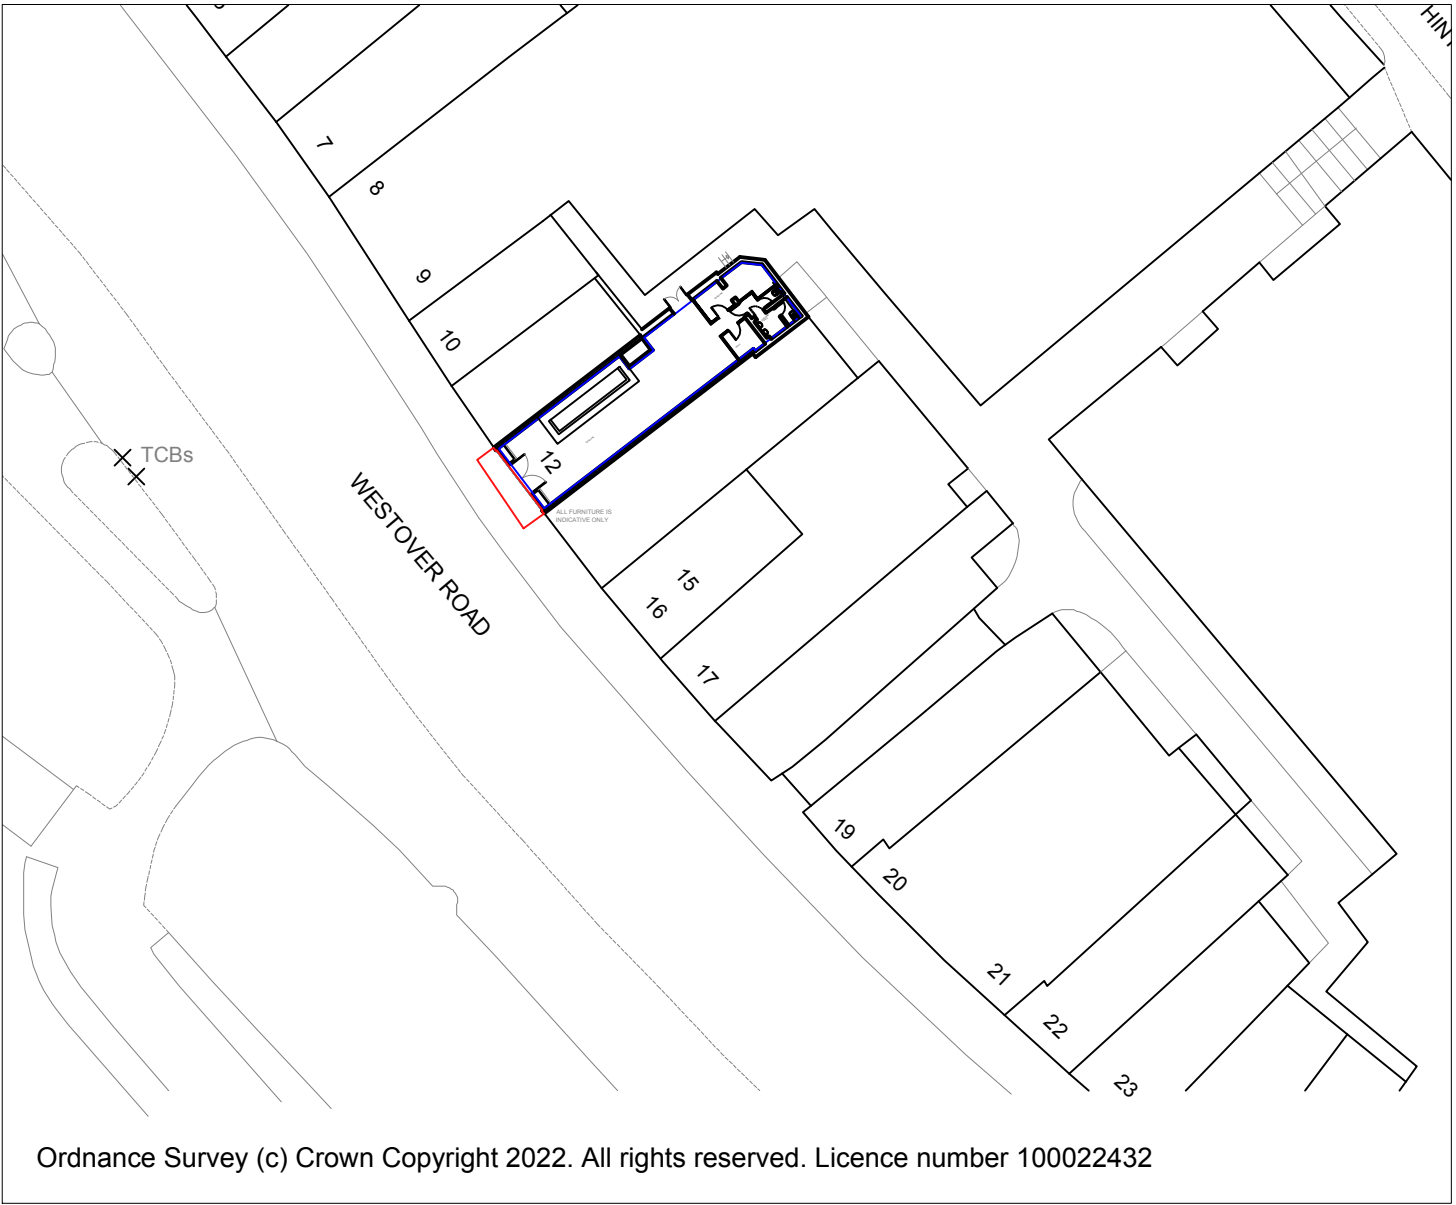 HIN
7
8
9
10
12
TCBs
WESTOVER ROAD
ALL FURNITURE IS
INDICATIVE ONLY
15
16
17
19
20
21
22
23
Ordnance Survey (c) Crown Copyright 2022. All rights reserved. Licence number 100022432